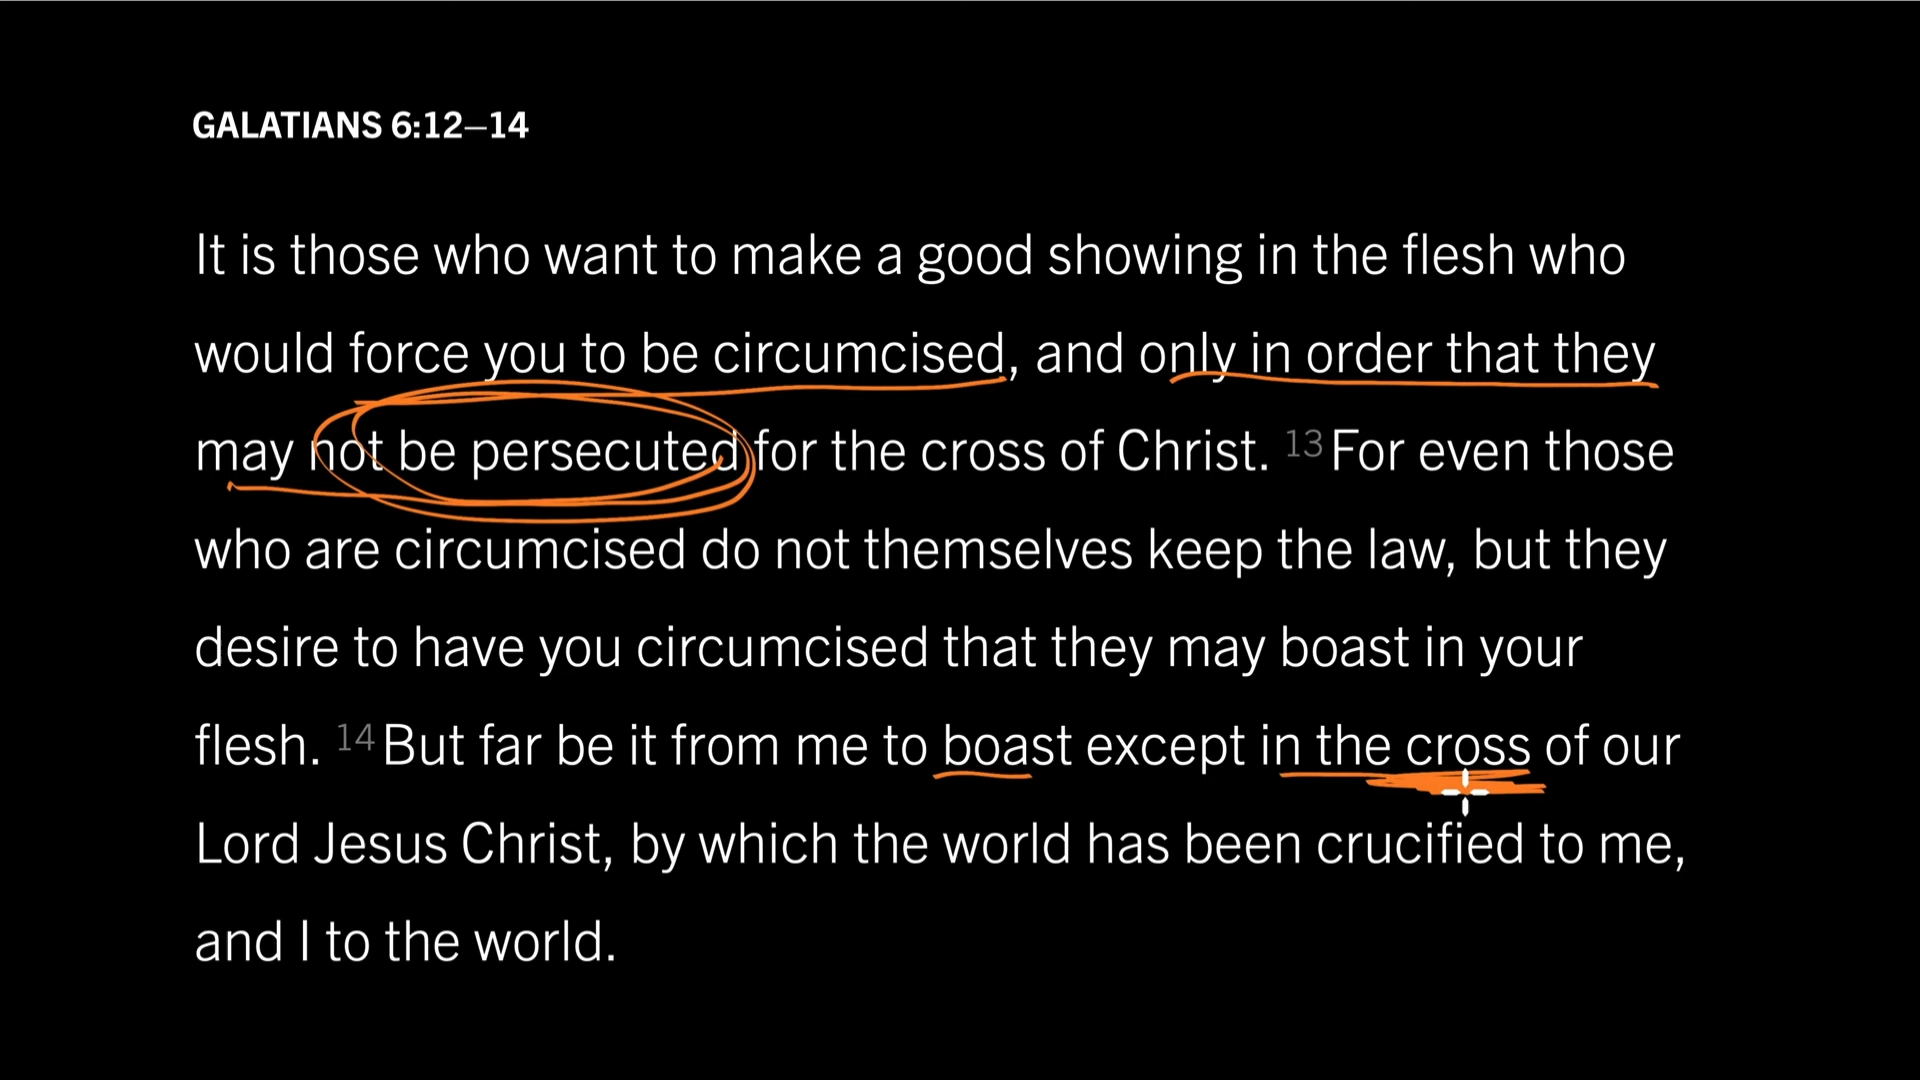 GALATIANS 6:12–14
It is those who want to make a good showing in the flesh who
would force you to be circumcised, and only in order that they
may not be persecuted for the cross of Christ. 13 For even those
who are circumcised do not themselves keep the law, but they
desire to have you circumcised that they may boast in your
flesh. 14 But far be it from me to boast except in the cross of our
Lord Jesus Christ, by which the world has been crucified to me,
and I to the world.